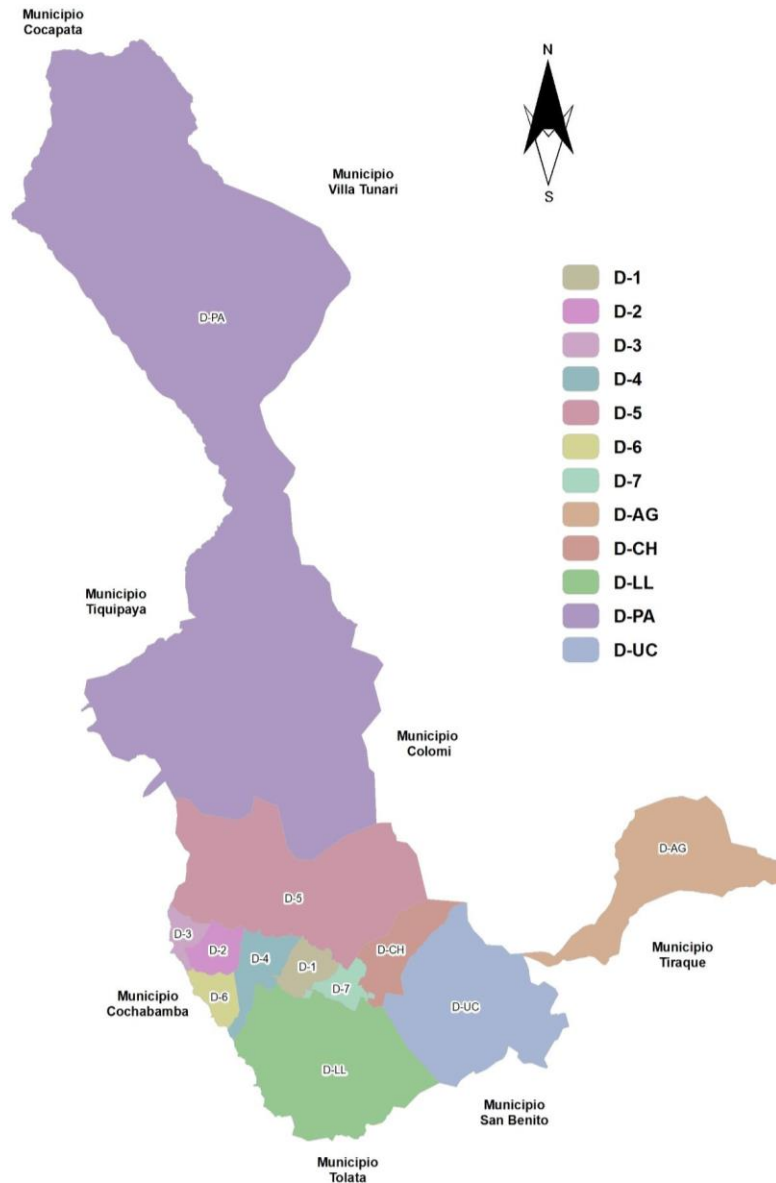 Municipio
Cocapata
N
S
Municipio
Villa Tunari
D-1
D-2
D-3
D-4
D-5
D-6
D-7
D-AG
D-CH
D-LL
D-PA
D-UC
D-PA
Municipio
Tiquipaya
Municipio
Colomi
D-AG
D-5
D-3
D-2
D-4
D-1
D-CH
Municipio
Tiraque
D-7
D-6
Municipio
Cochabamba
D-UC
D-LL
Municipio
San Benito
Municipio
Tolata